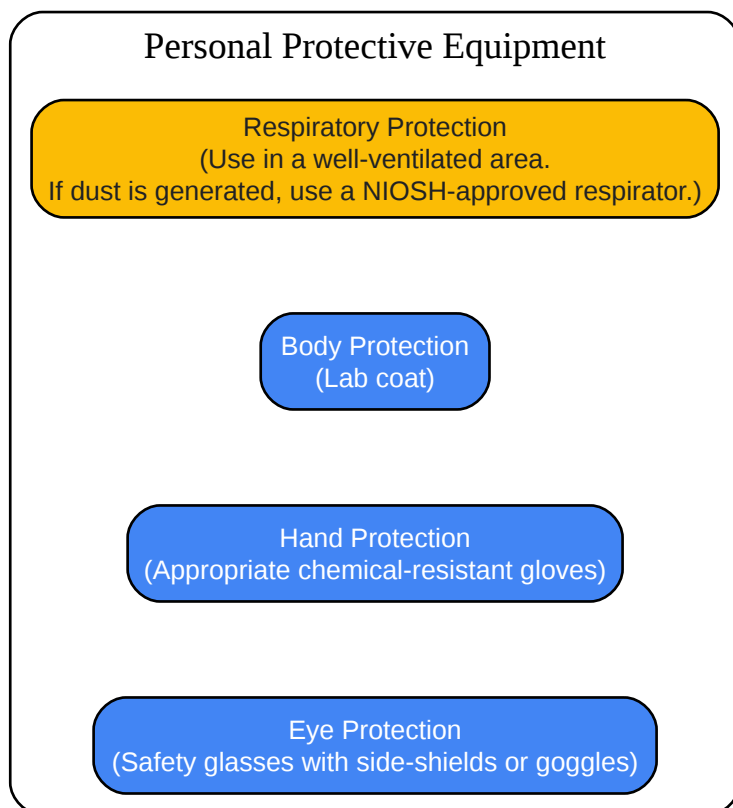 Personal Protective Equipment
Respiratory Protection
(Use in a well-ventilated area.
If dust is generated, use a NIOSH-approved respirator.)
Body Protection
(Lab coat)
Hand Protection
(Appropriate chemical-resistant gloves)
Eye Protection
(Safety glasses with side-shields or goggles)